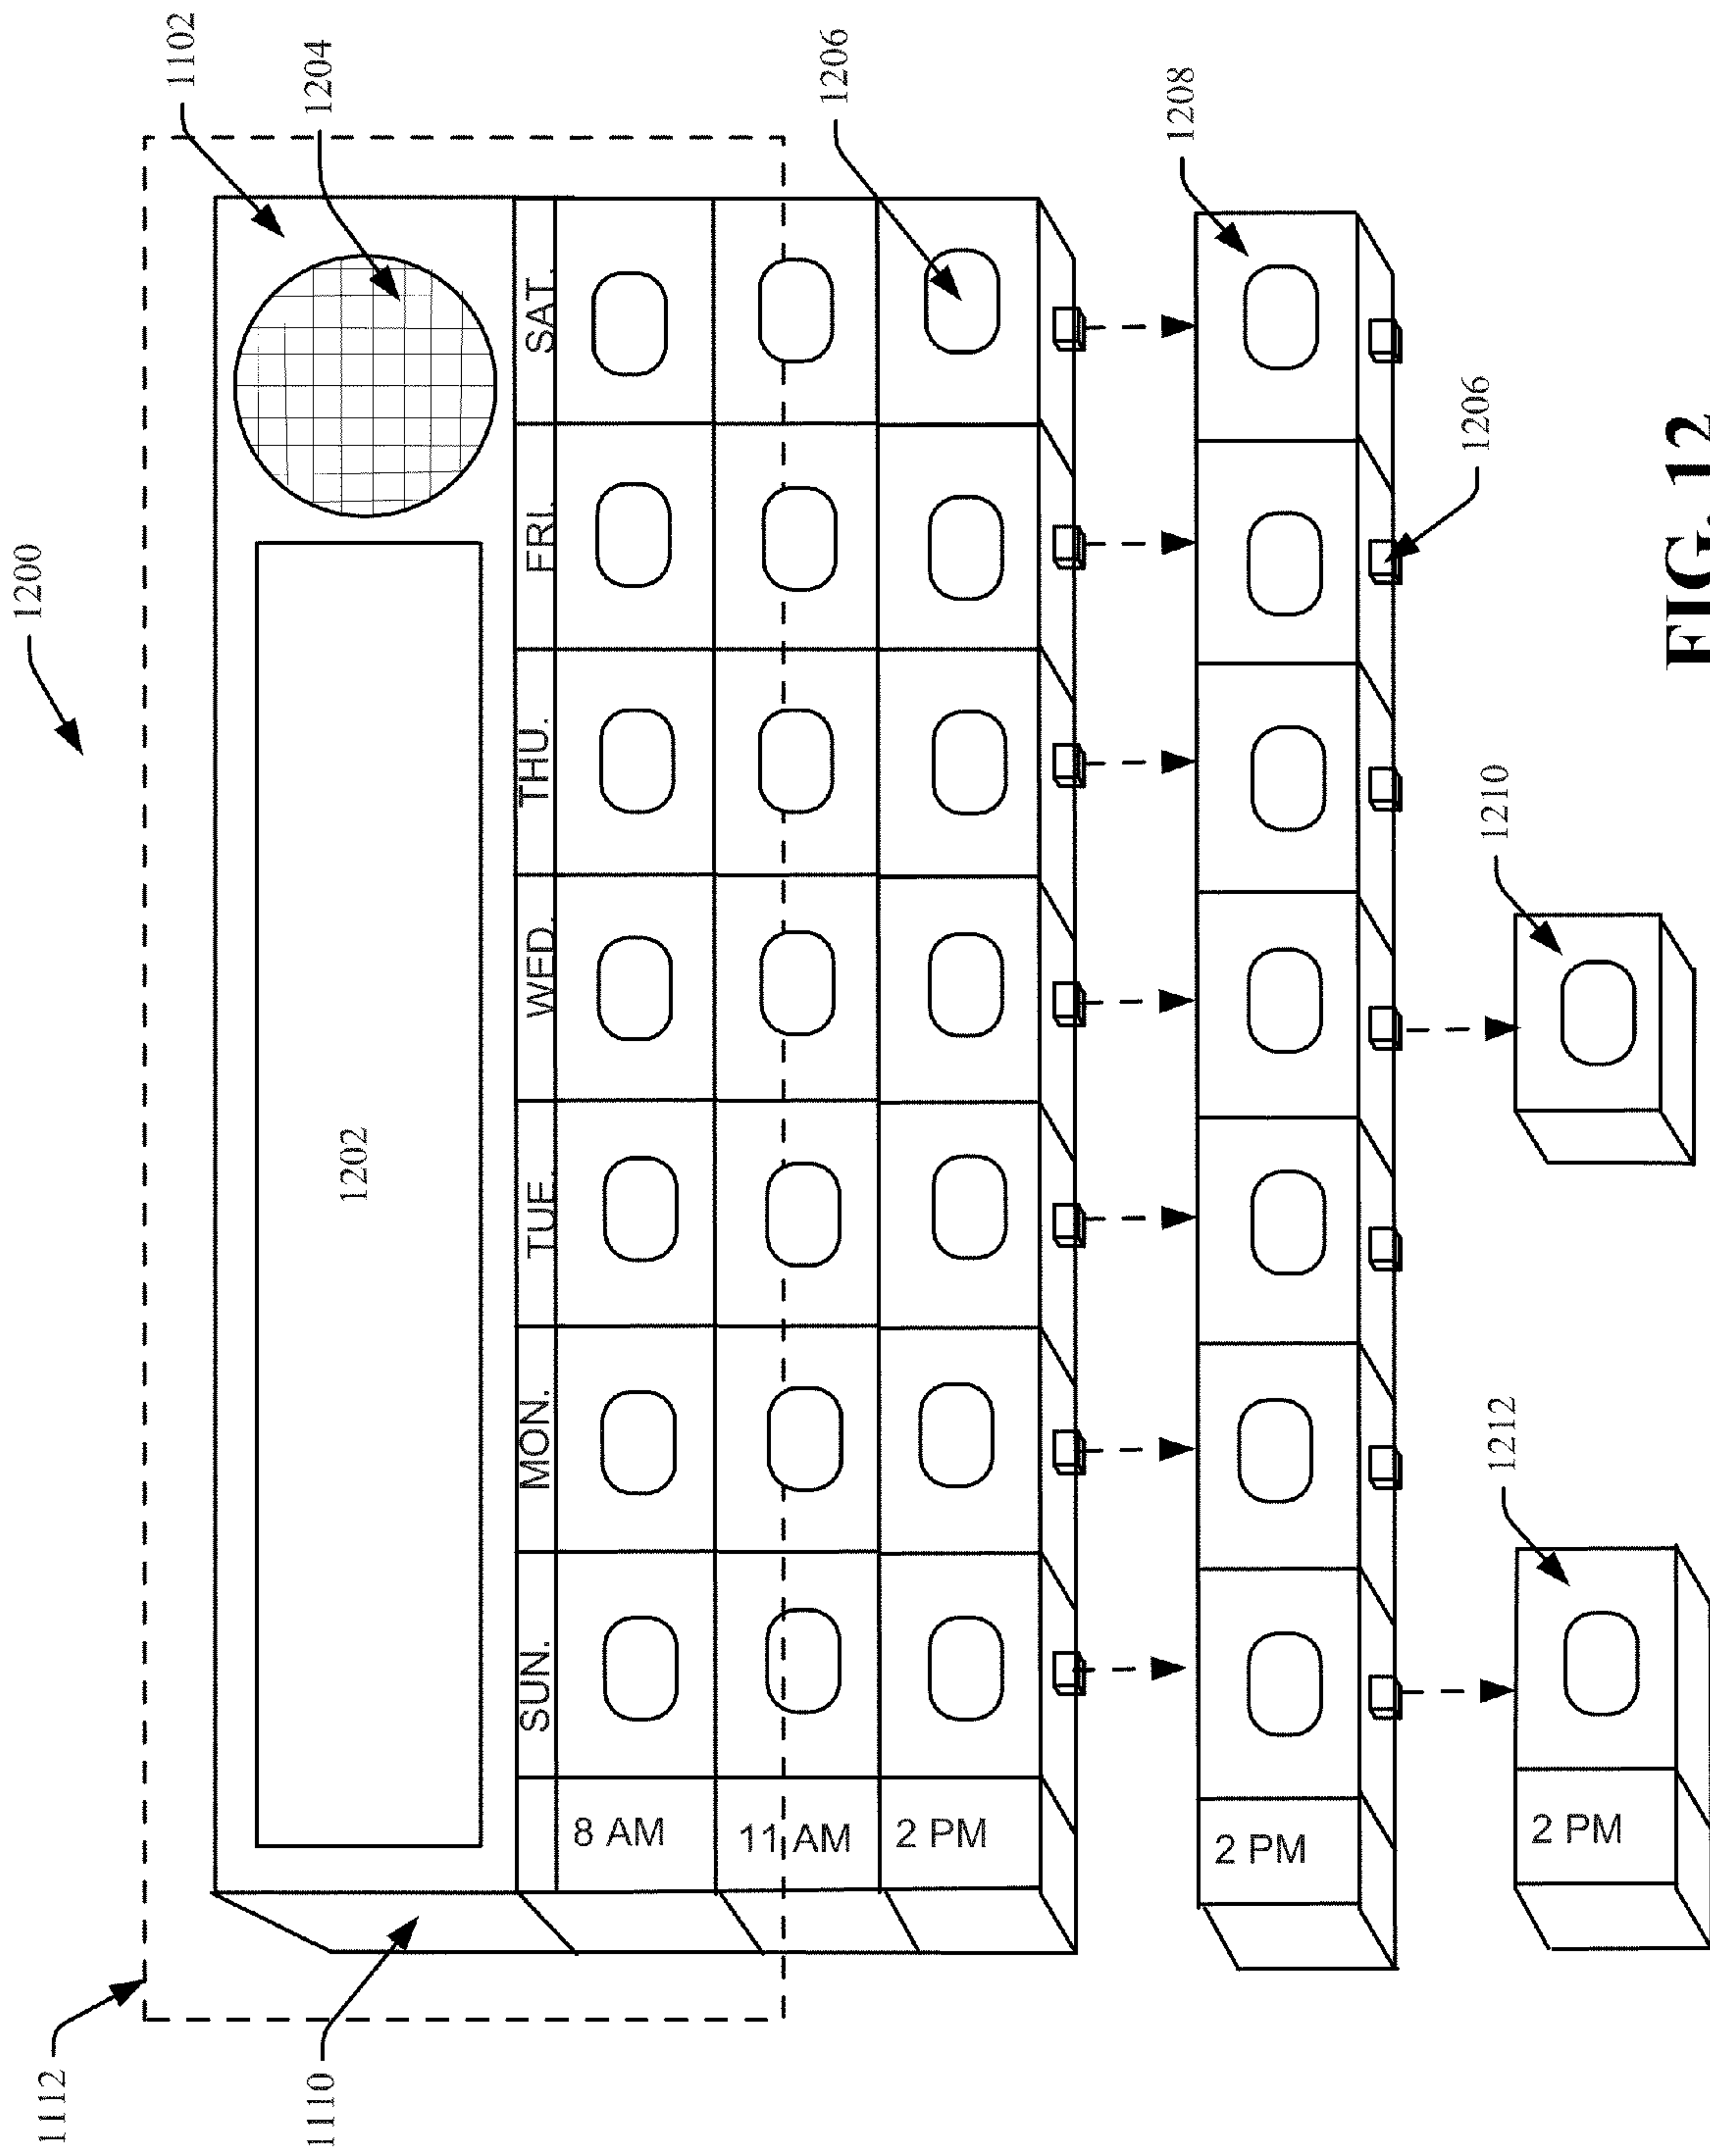 1200
1112
1110
1102
1204
1202
SUN. MON. TUE. WED. THU. FRI. SAT.
8 AM
11 AM
2 PM
1206
2 PM
1208
1206
2 PM
1212
1210
FIG. 12